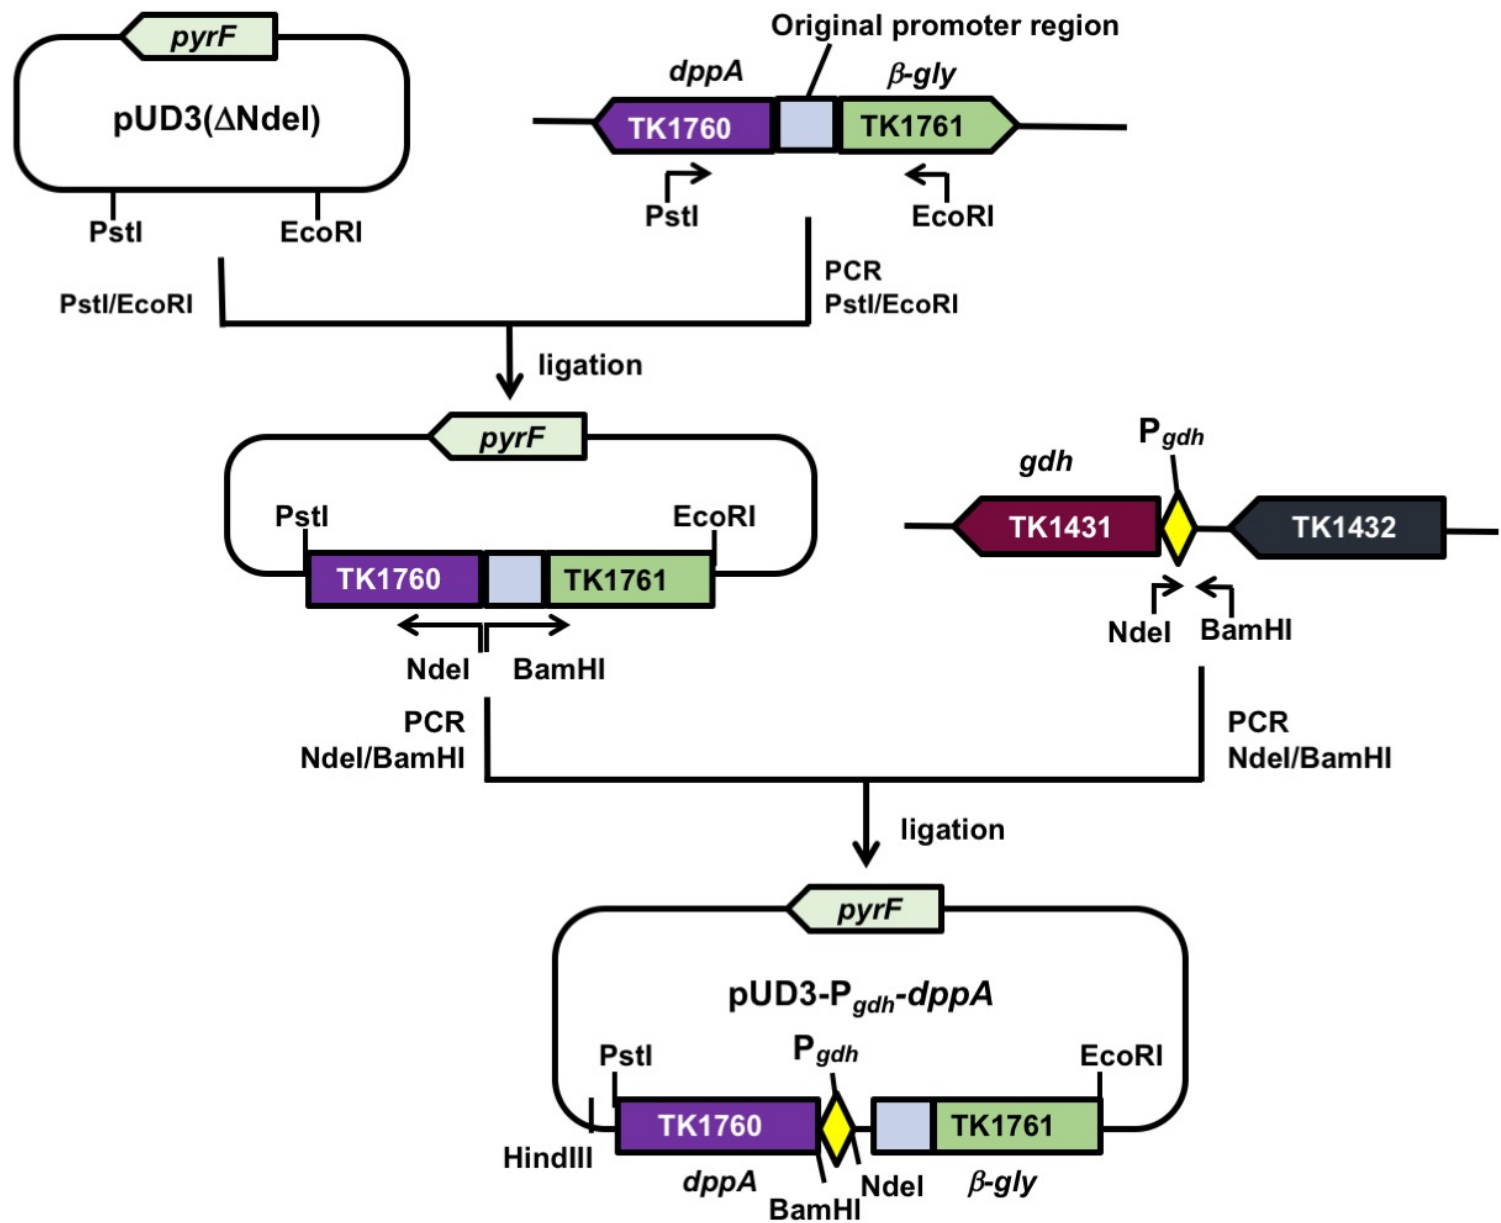 Original promoter region
pyrF
dppA
β-gly
pUD3(ΔNdeI)
TK1760
TK1761
PstI
EcoRI
PstI
EcoRI
PstI/EcoRI
PCR
PstI/EcoRI
ligation
pyrF
PstI
EcoRI
TK1760
TK1761
NdeI
BamHI
PCR
NdeI/BamHI
Pgdh
gdh
TK1431
TK1432
NdeI
BamHI
PCR
NdeI/BamHI
ligation
pyrF
pUD3-Pgdh-dppA
PstI
Pgdh
EcoRI
TK1760
TK1761
HindIII
dppA
BamHI
NdeI
β-gly